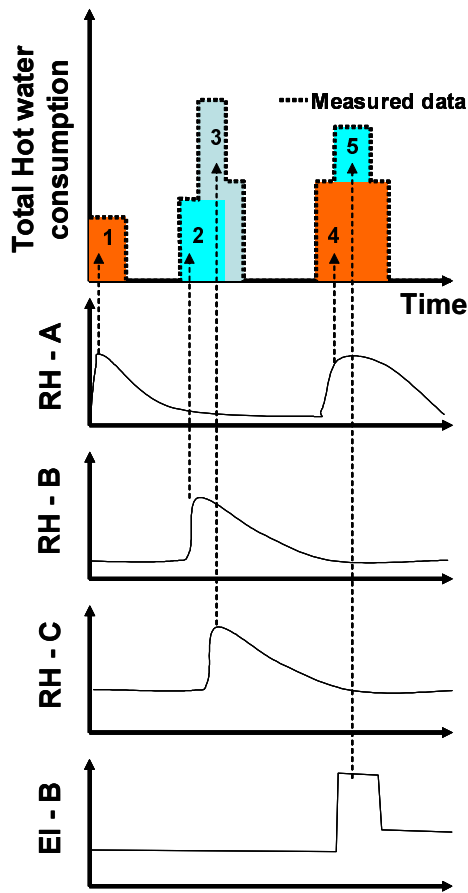 Total Hot water
consumption
Measured data
1
2
3
4
5
Time
RH - A
RH - B
RH - C
El - B